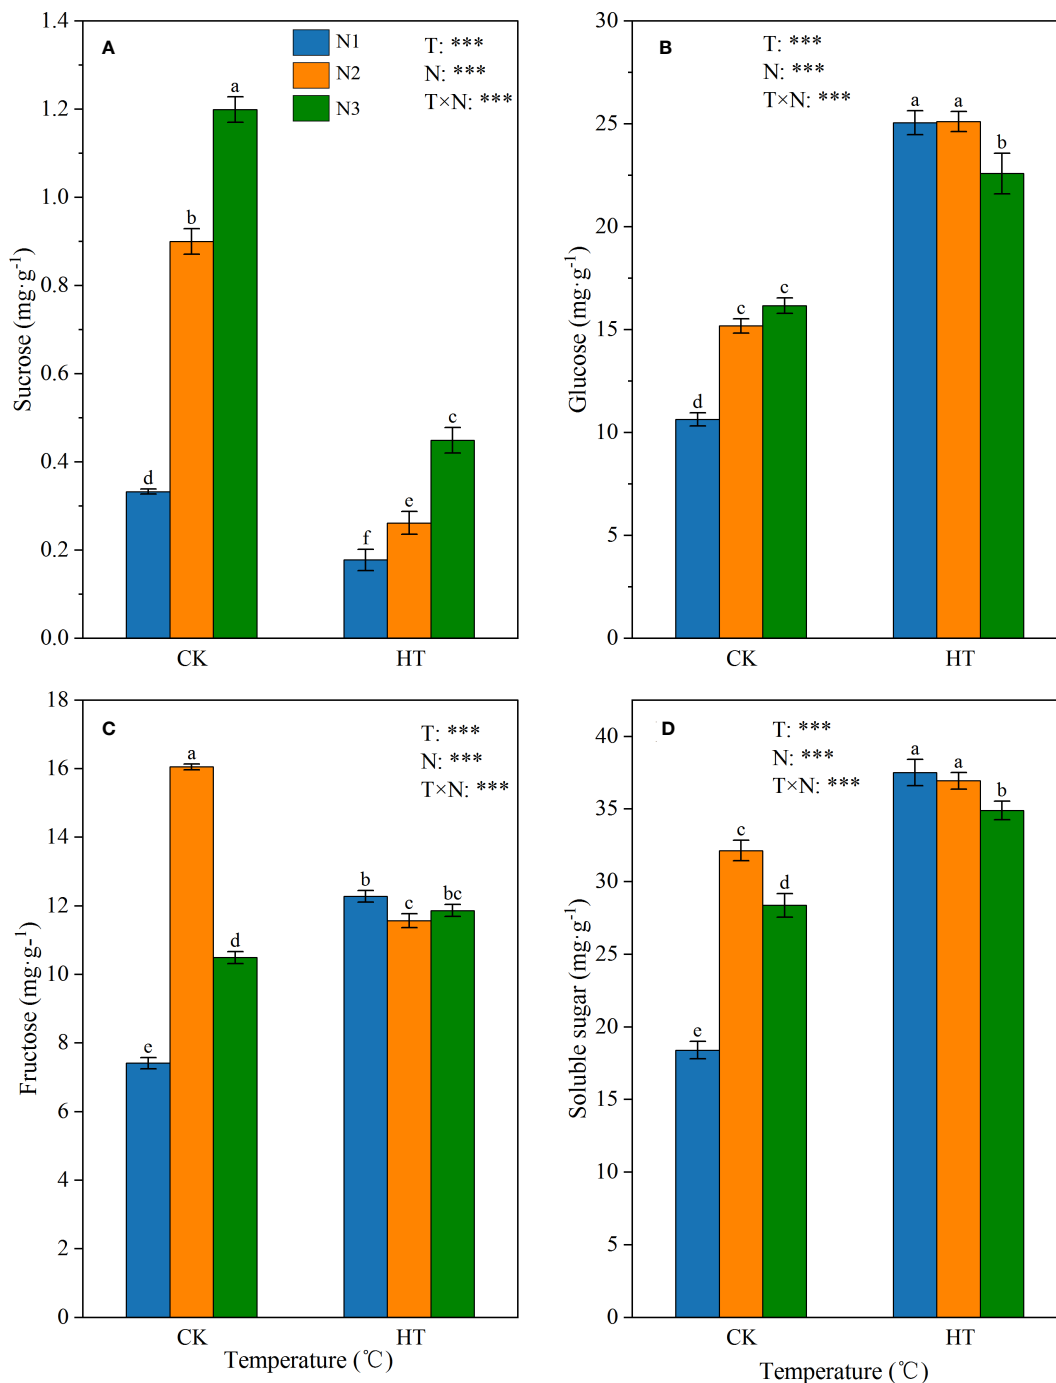 A
N1
N2
N3
T: ***
N: ***
T×N: ***
1.4
1.2
1.0
0.8
0.6
0.4
0.2
0.0
Sucrose (mg·g-1)
d
b
a
f
e
c
CK
HT
B
T: ***
N: ***
T×N: ***
30
25
20
15
10
5
0
Glucose (mg·g-1)
d
c
c
a
a
b
CK
HT
C
T: ***
N: ***
T×N: ***
18
16
14
12
10
8
6
4
2
0
Fructose (mg·g-1)
e
a
d
b
c
bc
CK
HT
Temperature (℃)
D
T: ***
N: ***
T×N: ***
40
35
30
25
20
15
10
5
0
Soluble sugar (mg·g-1)
e
c
d
a
a
b
CK
HT
Temperature (℃)